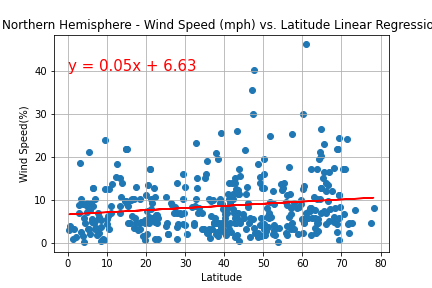 Northern Hemisphere - Wind Speed (mph) vs. Latitude Linear Regressio
y = 0.05x + 6.63
40
30
20
10
0
Wind Speed(%)
0 10 20 30 40 50 60 70 80
Latitude